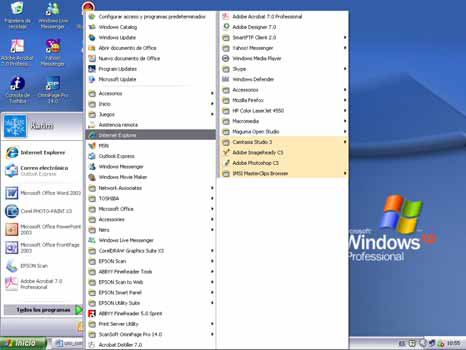 Papelera de reciclaje
Windows Live Messenger
Adobe Acrobat 7.0 Profess...
Yahoo! Messenger
Consola de Toshiba
OmniPage Pro 14.0
Karim
Internet Explorer
Correo electrónico
Outlook Express
Microsoft Office Word 2003
Corel PHOTO-PAINT X3
Microsoft Office PowerPoint 2003
Microsoft Office FrontPage 2003
EPSON Scan
Adobe Acrobat 7.0 Professional
Todos los programas
Inicio
Configurar acceso y programas predeterminados
Windows Catalog
Windows Update
Abrir documento de Office
Nuevo documento de Office
Program Updates
Microsoft Update
Accesorios
Inicio
Juegos
Asistencia remota
Internet Explorer
MSN
Outlook Express
Windows Messenger
Windows Movie Maker
Network Associates
TOSHIBA
Microsoft Office
Accessories
Nero
Windows Live Messenger
CorelDRAW Graphics Suite X3
EPSON Scan
ABBYY FineReader Tools
EPSON Scan to Web
EPSON Smart Panel
EPSON Utility Suite
ABBYY FineReader 5.0 Sprint
Print Server Utility
ScanSoft OmniPage Pro 14.0
Acrobat Distiller 7.0
Adobe Acrobat 7.0 Professional
Adobe Designer 7.0
SmartFTP Client 2.0
Yahoo! Messenger
Windows Media Player
Skype
Windows Defender
Accesorios
Mozilla Firefox
HP Color LaserJet 4550
Macromedia
Maguma Open Studio
Camtasia Studio 3
Adobe ImageReady CS
Adobe Photoshop CS
IMSI MasterClips Browser
Microsoft
Windows xp
Professional
ES
10:55